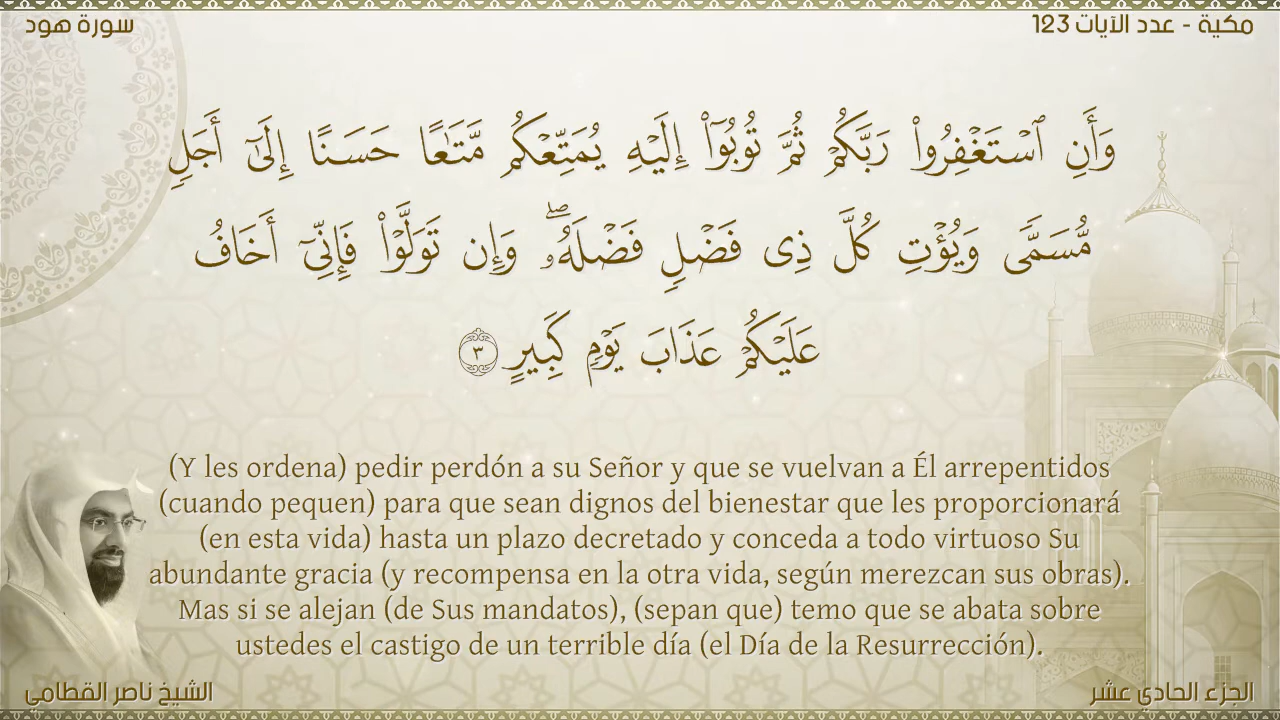 سورة هود
مكية - عدد الآيات 123
وَأَنِ ٱسْتَغْفِرُوا۟ رَبَّكُمْ ثُمَّ تُوبُوٓا۟ إِلَيْهِ يُمَتِّعْكُم مَّتَـٰعًا حَسَنًا إِلَىٰٓ أَجَلٍ
مُّسَمًّى وَيُؤْتِ كُلَّ ذِى فَضْلٍ فَضْلَهُۥ ۖ وَإِن تَوَلَّوْا۟ فَإِنِّىٓ أَخَافُ
عَلَيْكُمْ عَذَابَ يَوْمٍ كَبِيرٍ ٣
(Y les ordena) pedir perdón a su Señor y que se vuelvan a Él arrepentidos
(cuando pequen) para que sean dignos del bienestar que les proporcionará
(en esta vida) hasta un plazo decretado y conceda a todo virtuoso Su
abundante gracia (y recompensa en la otra vida, según merezcan sus obras).
Mas si se alejan (de Sus mandatos), (sepan que) temo que se abata sobre
ustedes el castigo de un terrible día (el Día de la Resurrección).
الشيخ ناصر القطامي
الجزء الحادي عشر